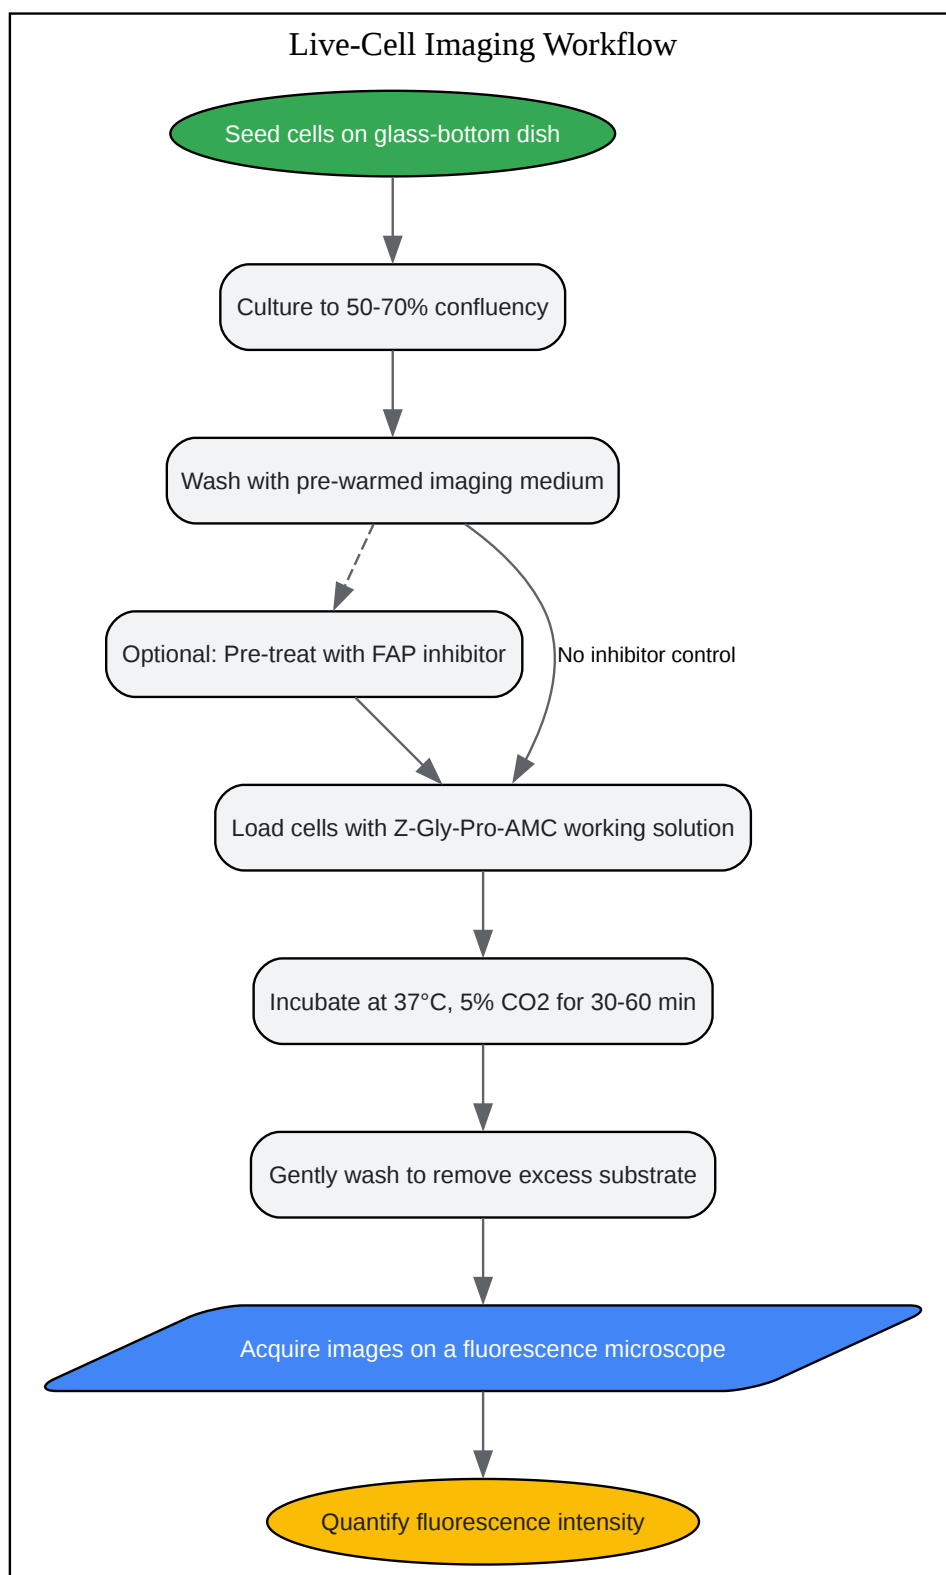 Live-Cell Imaging Workflow
Seed cells on glass-bottom dish
Culture to 50-70% confluency
Wash with pre-warmed imaging medium
Optional: Pre-treat with FAP inhibitor
No inhibitor control
Load cells with Z-Gly-Pro-AMC working solution
Incubate at 37°C, 5% CO2 for 30-60 min
Gently wash to remove excess substrate
Acquire images on a fluorescence microscope
Quantify fluorescence intensity